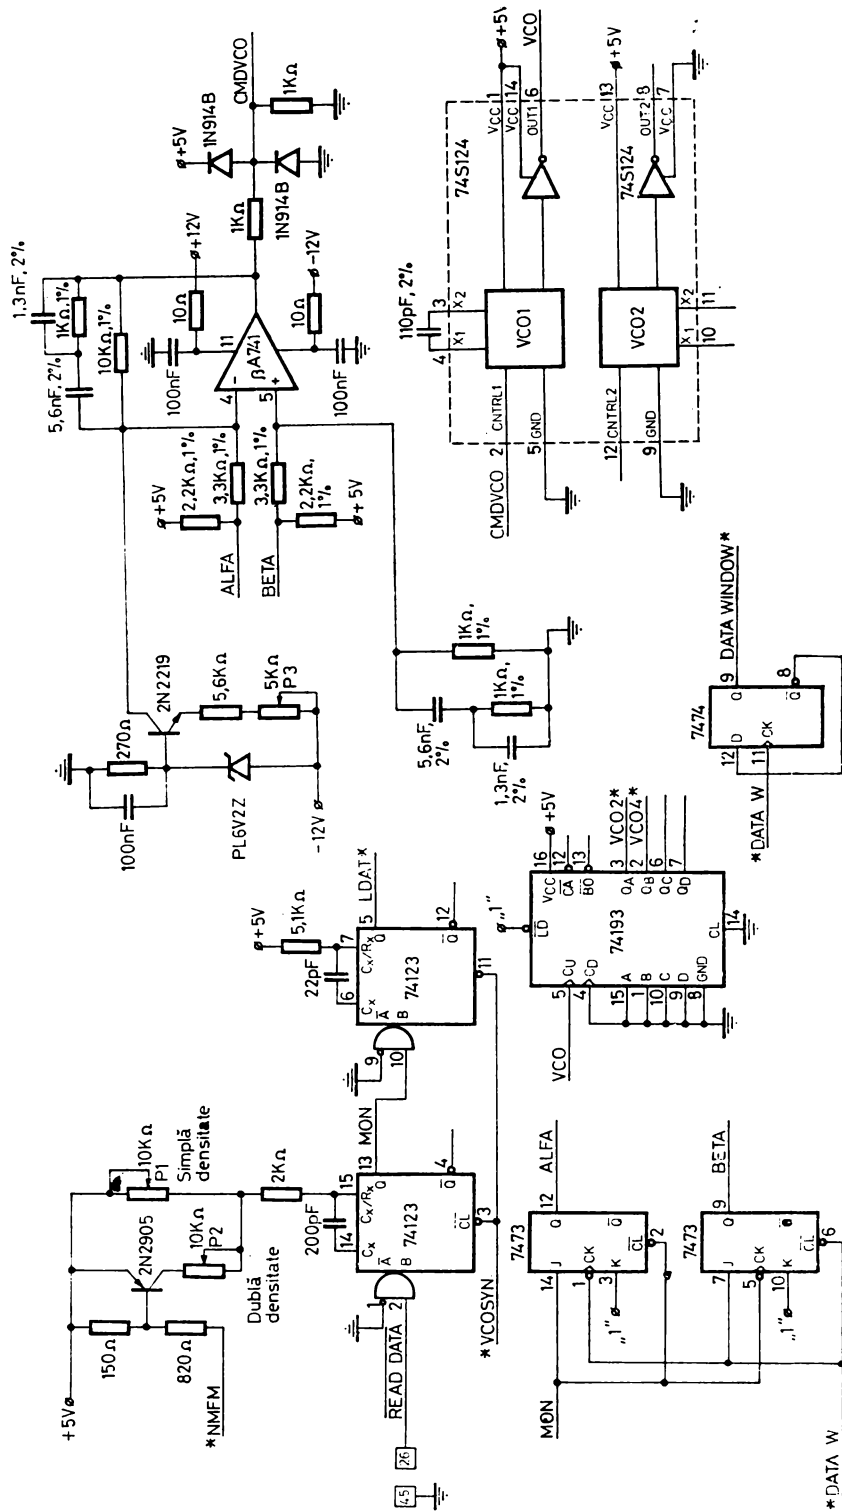 +5V
150Ω
820Ω
*NMFM
2N2905
10KΩ
P2
Dublă
densitate
10KΩ
P1
Simplă
densitate
2KΩ
200pF
14
15
Cx
Cx/Rx
A
B
74123
Q
Q
CL
1
2
13
4
3
MON
READ DATA
26
45
*VCOSYN
+5V
5,1KΩ
22pF
6
7
Cx
Cx/Rx
A
B
74123
Q
Q
9
10
5
12
11
LDAT*
MON
*DATA W
7473
14
J
1
CK
3
K
„1”
Q
Q
CL
12
2
ALFA
7473
7
J
5
CK
10
K
„1”
Q
CL
9
6
BETA
VCO
5
CU
4
CD
15
A
1
B
10
C
9
D
8
GND
„1”
LD
74193
16
VCC
+5V
CA
12
BO
13
QA
3
VCO2*
QB
2
VCO4*
QC
6
QD
7
CL
14
*DATA W
7474
12
D
11
CK
Q
9
DATA WINDOW*
Q
8
100nF
270Ω
2N2219
PL6V2Z
5,6KΩ
5KΩ
P3
-12V
5,6nF,
2%
1,3nF,
2%
1KΩ,
1%
1KΩ,
1%
1,3nF, 2%
5,6nF, 2%
1KΩ,1%
10KΩ,1%
+5V
2,2KΩ,1%
ALFA
3,3KΩ,1%
BETA
3,3KΩ,1%
2,2KΩ,
1%
+5V
4
-
5
+
βA741
11
100nF
10Ω
+12V
100nF
10Ω
-12V
1KΩ
+5V
1N914B
1N914B
CMDVCO
1KΩ
110pF, 2%
4
3
X1
X2
CMDVCO
2
CNTRL1
5
GND
VCO1
74S124
VCC
1
VCC
14
+5V
OUT1
6
VCO
12
CNTRL2
9
GND
VCO2
74S124
X1
X2
10
11
VCC
13
+5V
OUT2
8
VCC
7